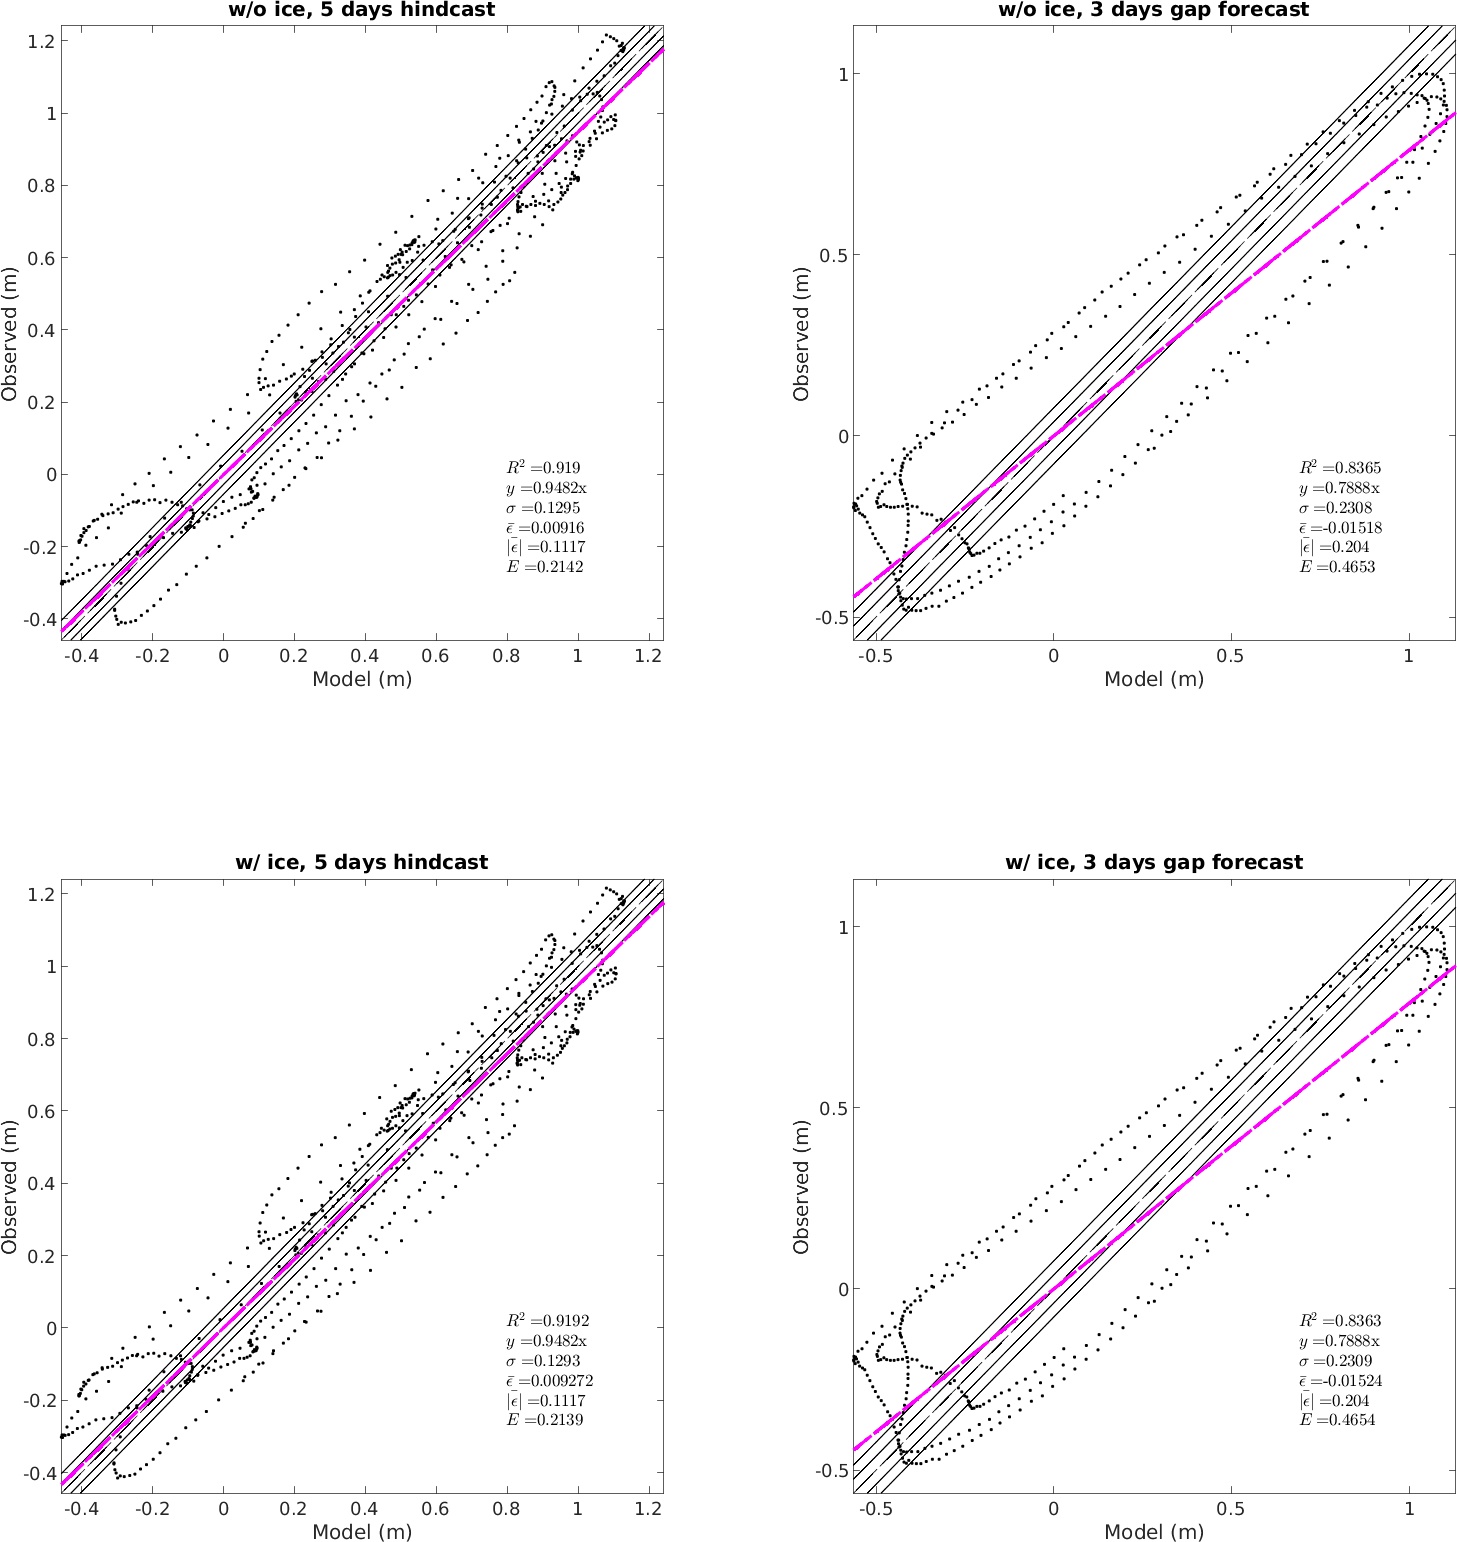 w/o ice, 5 days hindcast
1.2
1
0.8
0.6
0.4
0.2
0
-0.2
-0.4
Observed (m)
R² =0.919
y =0.9482x
σ =0.1295
ϵ̄ =0.00916
|ϵ̄| =0.1117
E =0.2142
-0.4 -0.2 0 0.2 0.4 0.6 0.8 1 1.2
Model (m)
w/o ice, 3 days gap forecast
1
0.5
0
-0.5
Observed (m)
R² =0.8365
y =0.7888x
σ =0.2308
ϵ̄ =-0.01518
|ϵ̄| =0.204
E =0.4653
-0.5 0 0.5 1
Model (m)
w/ ice, 5 days hindcast
1.2
1
0.8
0.6
0.4
0.2
0
-0.2
-0.4
Observed (m)
R² =0.9192
y =0.9482x
σ =0.1293
ϵ̄ =0.009272
|ϵ̄| =0.1117
E =0.2139
-0.4 -0.2 0 0.2 0.4 0.6 0.8 1 1.2
Model (m)
w/ ice, 3 days gap forecast
1
0.5
0
-0.5
Observed (m)
R² =0.8363
y =0.7888x
σ =0.2309
ϵ̄ =-0.01524
|ϵ̄| =0.204
E =0.4654
-0.5 0 0.5 1
Model (m)